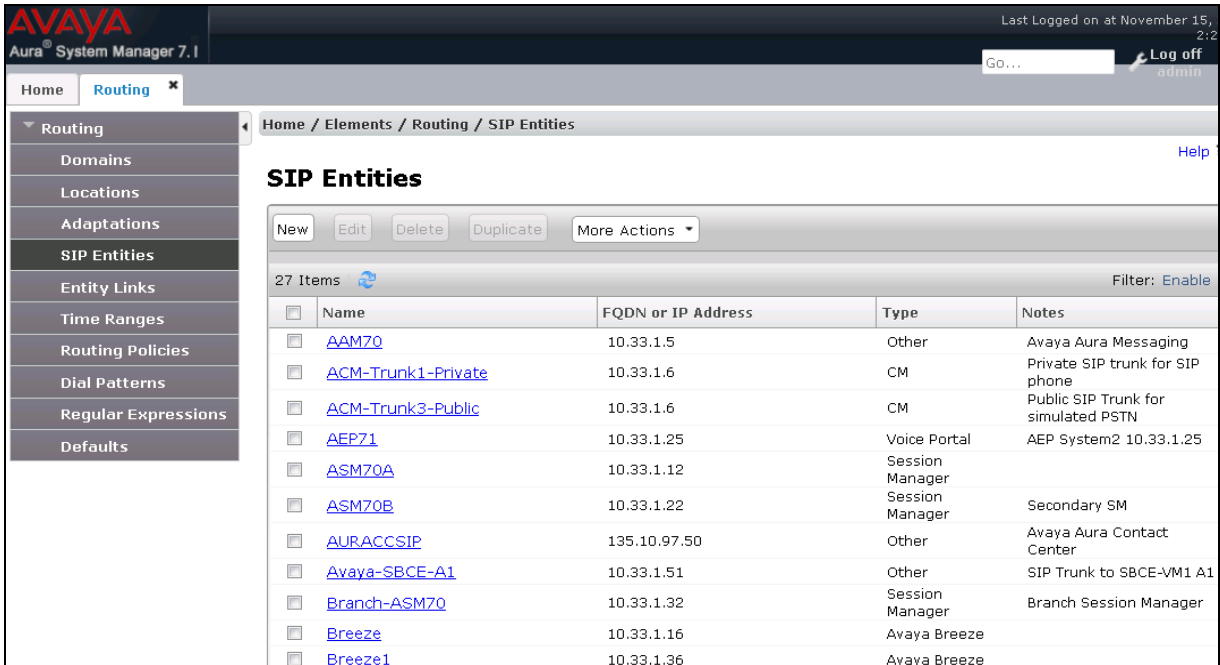 AVAYA
Aura® System Manager 7.1
Last Logged on at November 15,
2:2
Go...
Log off
admin
Home
Routing ✖
Routing
Domains
Locations
Adaptations
SIP Entities
Entity Links
Time Ranges
Routing Policies
Dial Patterns
Regular Expressions
Defaults
Home / Elements / Routing / SIP Entities
Help
SIP Entities
New Edit Delete Duplicate More Actions
27 Items Filter: Enable
Name FQDN or IP Address Type Notes
AAM70 10.33.1.5 Other Avaya Aura Messaging
ACM-Trunk1-Private 10.33.1.6 CM Private SIP trunk for SIP
phone
ACM-Trunk3-Public 10.33.1.6 CM Public SIP Trunk for
simulated PSTN
AEP71 10.33.1.25 Voice Portal AEP System2 10.33.1.25
ASM70A 10.33.1.12 Session
Manager
ASM70B 10.33.1.22 Session
Manager Secondary SM
AURACCSIP 135.10.97.50 Other Avaya Aura Contact
Center
Avaya-SBCE-A1 10.33.1.51 Other SIP Trunk to SBCE-VM1 A1
Branch-ASM70 10.33.1.32 Session
Manager Branch Session Manager
Breeze 10.33.1.16 Avaya Breeze
Breeze1 10.33.1.36 Avaya Breeze